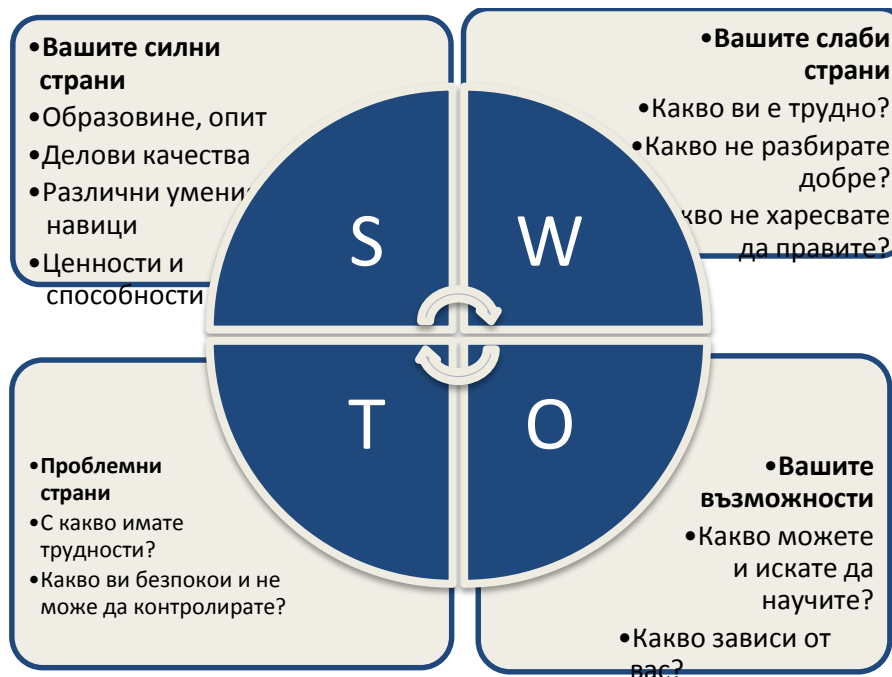 •Вашите силни
страни
•Образовине, опит
•Делови качества
•Различни умения
навици
•Ценности и
способности
•Вашите слаби
страни
•Какво ви е трудно?
•Какво не разбирате
добре?
не харесвате
да правите?
S
W
T
O
•Проблемни
страни
•С какво имате
трудности?
•Какво ви безпокои и не
може да контролирате?
•Вашите
възможности
•Какво можете
и искате да
научите?
•Какво зависи от
вас?